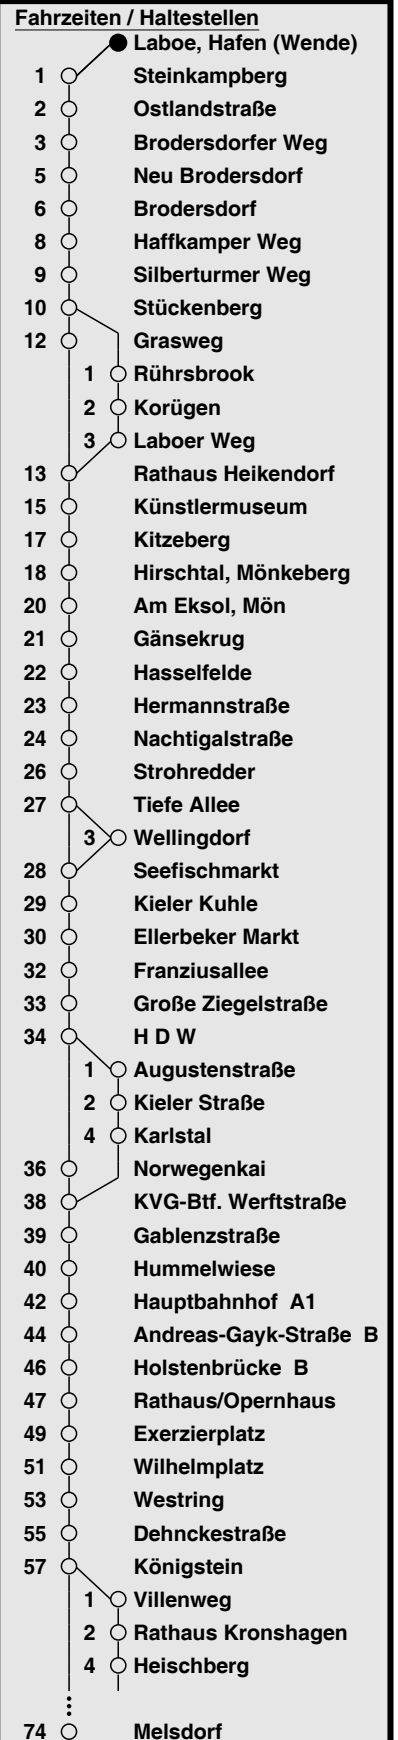 Fahrzeiten / Haltestellen
Laboe, Hafen (Wende)
1 Steinkampberg
2 Ostlandstraße
3 Brodersdorfer Weg
5 Neu Brodersdorf
6 Brodersdorf
8 Haffkamper Weg
9 Silberturmer Weg
10 Stückenberg
12 Grasweg
1 Rührsbrook
2 Korügen
3 Laboer Weg
13 Rathaus Heikendorf
15 Künstlermuseum
17 Kitzeberg
18 Hirschtal, Mönkeberg
20 Am Eksol, Mön
21 Gänsekrug
22 Hasselfelde
23 Hermannstraße
24 Nachtigalstraße
26 Strohredder
27 Tiefe Allee
3 Wellingdorf
28 Seefischmarkt
29 Kieler Kuhle
30 Ellerbeker Markt
32 Franziusallee
33 Große Ziegelstraße
34 H D W
1 Augustenstraße
2 Kieler Straße
4 Karlstal
36 Norwegenkai
38 KVG-Btf. Werftstraße
39 Gablenzstraße
40 Hummelwiese
42 Hauptbahnhof A1
44 Andreas-Gayk-Straße B
46 Holstenbrücke B
47 Rathaus/Opernhaus
49 Exerzierplatz
51 Wilhelmplatz
53 Westring
55 Dehnckestraße
57 Königstein
1 Villenweg
2 Rathaus Kronshagen
4 Heischberg
74 Melsdorf